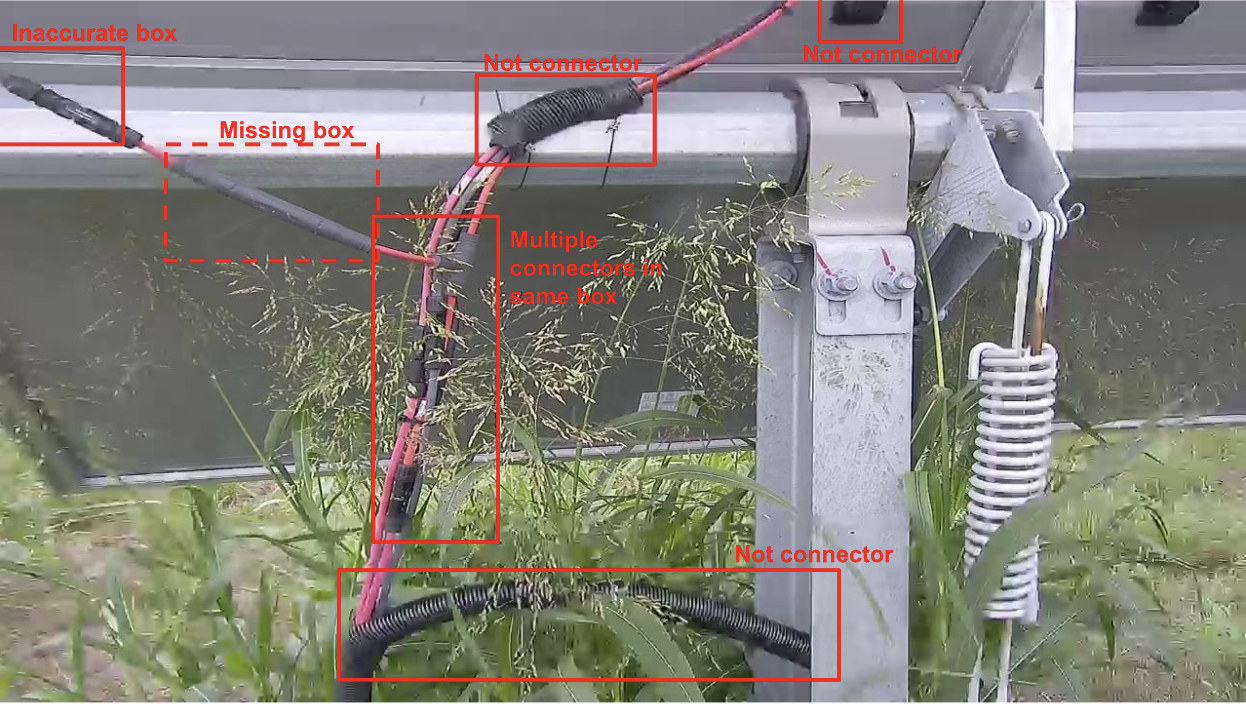 Inaccurate box
Not connector
Not connector
Missing box
Multiple
connectors in
same box
Not connector